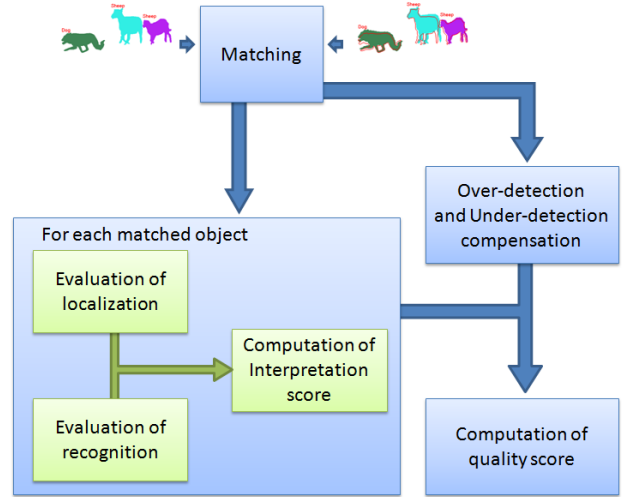 Dog
Sheep
Sheep
Dog
Sheep
Sheep
Matching
Over-detection
and Under-detection
compensation
For each matched object
Evaluation of
localization
Computation of
Interpretation
score
Evaluation of
recognition
Computation of
quality score